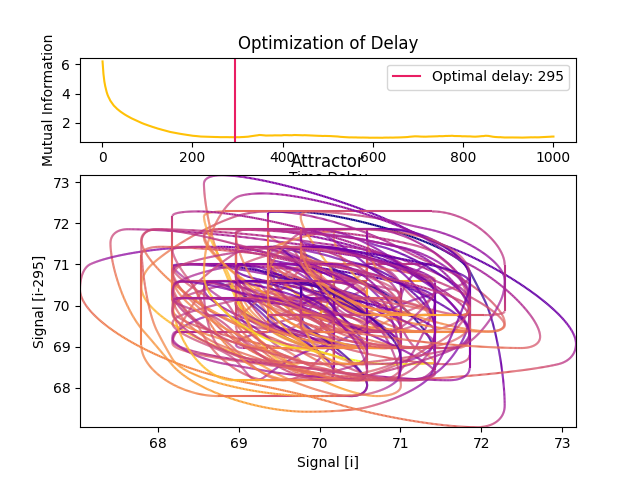 Optimization of Delay
Mutual Information
6
4
2
Optimal delay: 295
0 200 400 600 800 1000
Time Delay
Attractor
Signal [i-295]
73
72
71
70
69
68
68 69 70 71 72 73
Signal [i]